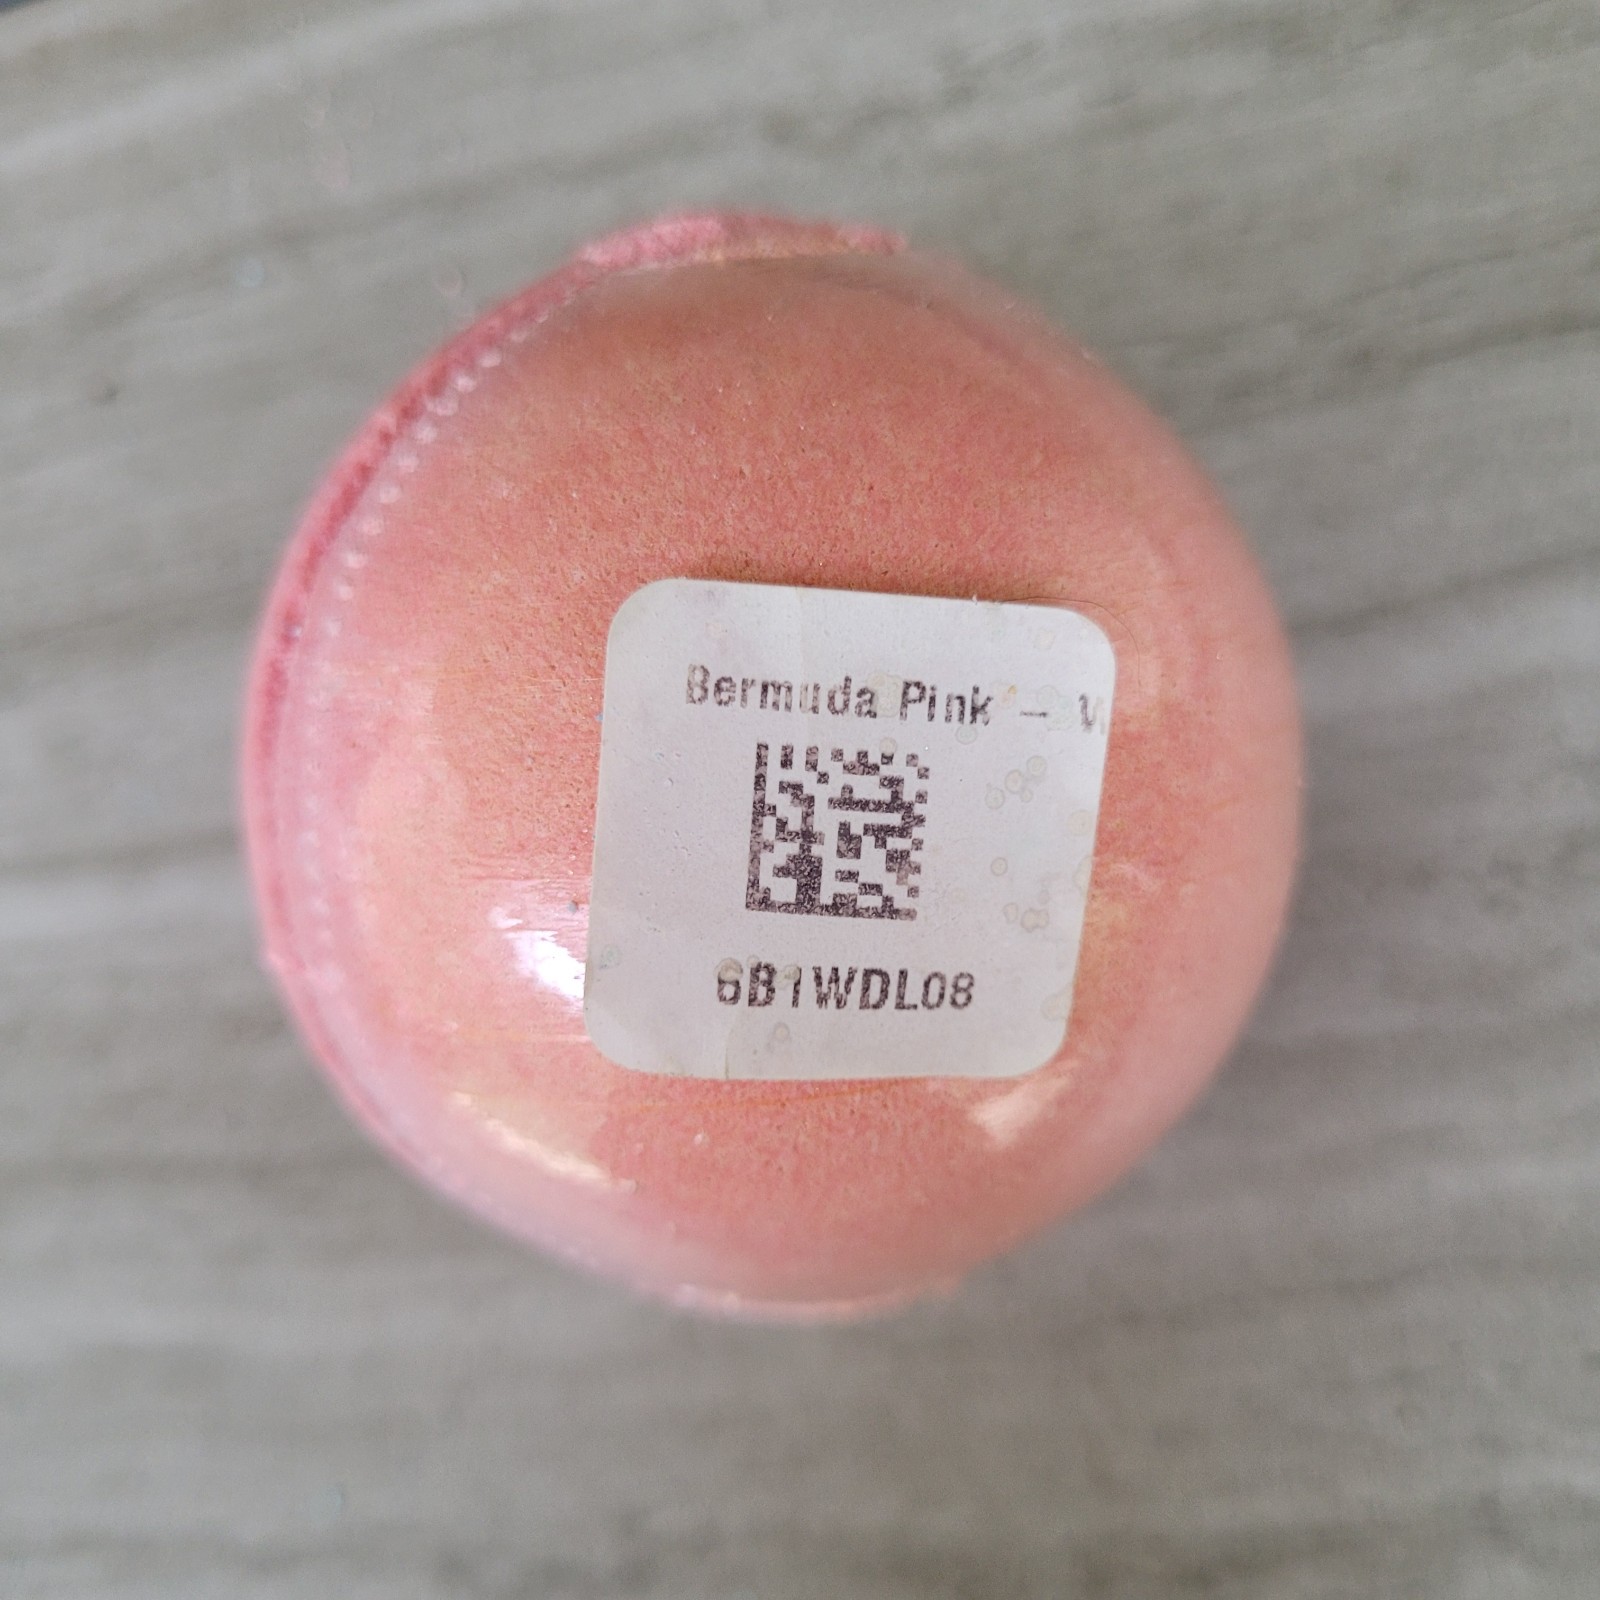 Bermuda Pink –
6B1WDL08